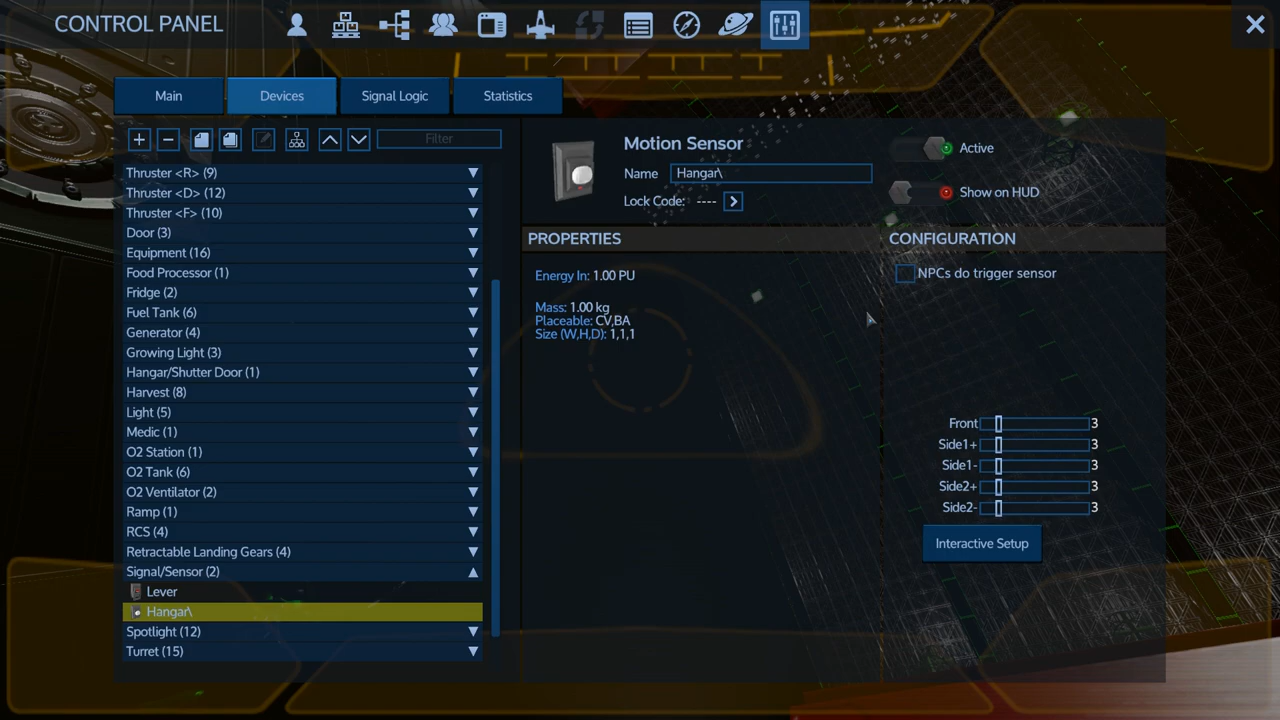 CONTROL PANEL
Main
Devices
Signal Logic
Statistics
Filter
Thruster <R> (9)
Thruster <D> (12)
Thruster <F> (10)
Door (3)
Equipment (16)
Food Processor (1)
Fridge (2)
Fuel Tank (6)
Generator (4)
Growing Light (3)
Hangar/Shutter Door (1)
Harvest (8)
Light (5)
Medic (1)
O2 Station (1)
O2 Tank (6)
O2 Ventilator (2)
Ramp (1)
RCS (4)
Retractable Landing Gears (4)
Signal/Sensor (2)
Lever
Hangar\
Spotlight (12)
Turret (15)
Motion Sensor
Name Hangar\
Lock Code: ----
Active
Show on HUD
PROPERTIES
Energy In: 1.00 PU
Mass: 1.00 kg
Placeable: CV,BA
Size (W,H,D): 1,1,1
CONFIGURATION
NPCs do trigger sensor
Front 3
Side1+ 3
Side1- 3
Side2+ 3
Side2- 3
Interactive Setup